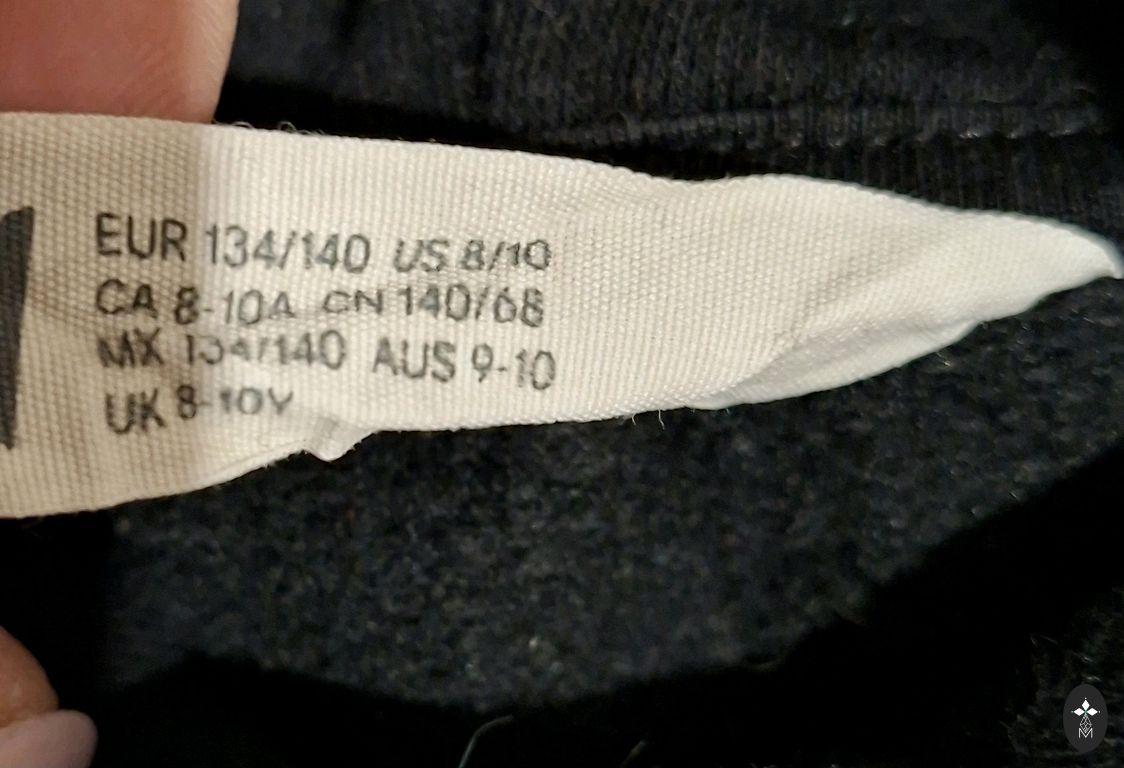 EUR 134/140 US 8/10
CA 8-10A CN 140/68
MX 134/140 AUS 9-10
UK 8-10Y
M